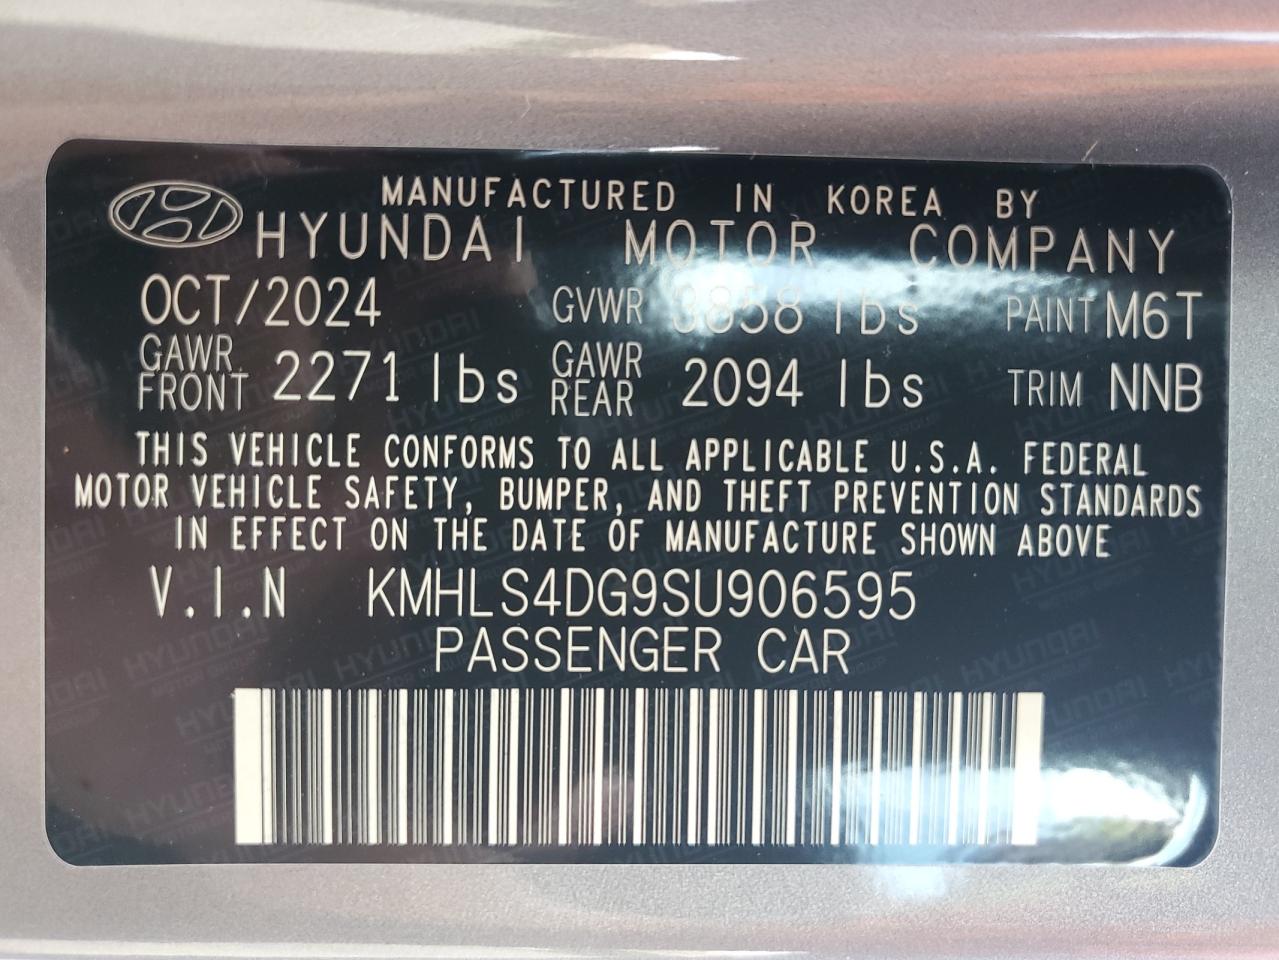 MANUFACTURED IN KOREA BY
HYUNDAI MOTOR COMPANY
OCT/2024 GVWR 3858 lbs PAINT M6T
GAWR FRONT 2271 lbs GAWR REAR 2094 lbs TRIM NNB
THIS VEHICLE CONFORMS TO ALL APPLICABLE U.S.A. FEDERAL
MOTOR VEHICLE SAFETY, BUMPER, AND THEFT PREVENTION STANDARDS
IN EFFECT ON THE DATE OF MANUFACTURE SHOWN ABOVE
V.I.N KMHLS4DG9SU906595
PASSENGER CAR